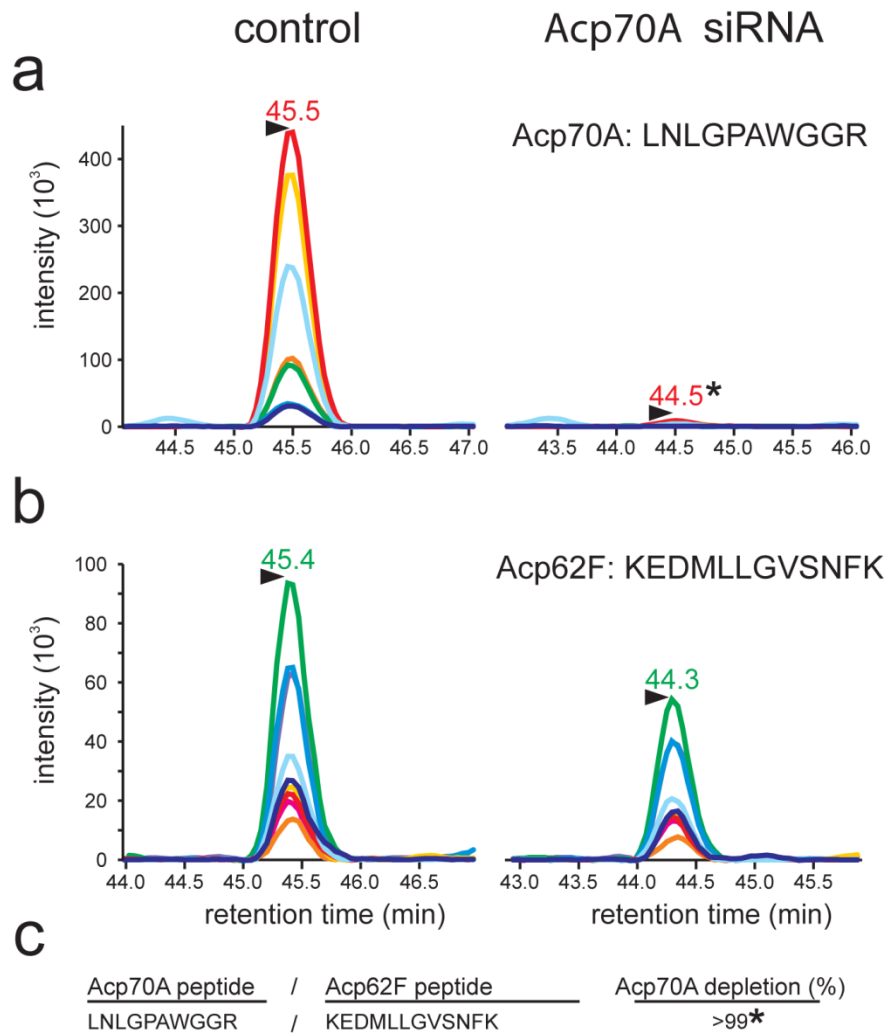 control Acp70A siRNA
a
45.5
Acp70A: LNLGPAWGGR
400
300
200
100
0
intensity (10³)
44.5*
44.5 45.0 45.5 46.0 47.0
43.5 44.0 44.5 45.0 45.5 46.0
b
45.4
Acp62F: KEDMLLGVSNFK
100
80
60
40
20
0
intensity (10³)
44.3
44.0 44.5 45.0 45.5 46.0 46.5
43.0 43.5 44.0 44.5 45.0 45.5
retention time (min) retention time (min)
c
Acp70A peptide / Acp62F peptide Acp70A depletion (%)
LNLGPAWGGR / KEDMLLGVSNFK >99*